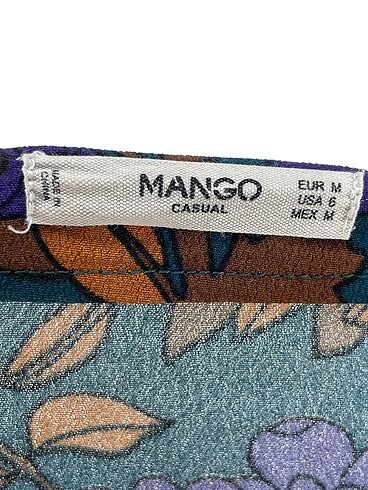 MADE IN
CHINA
MANGO
CASUAL
EUR M
USA 6
MEX M